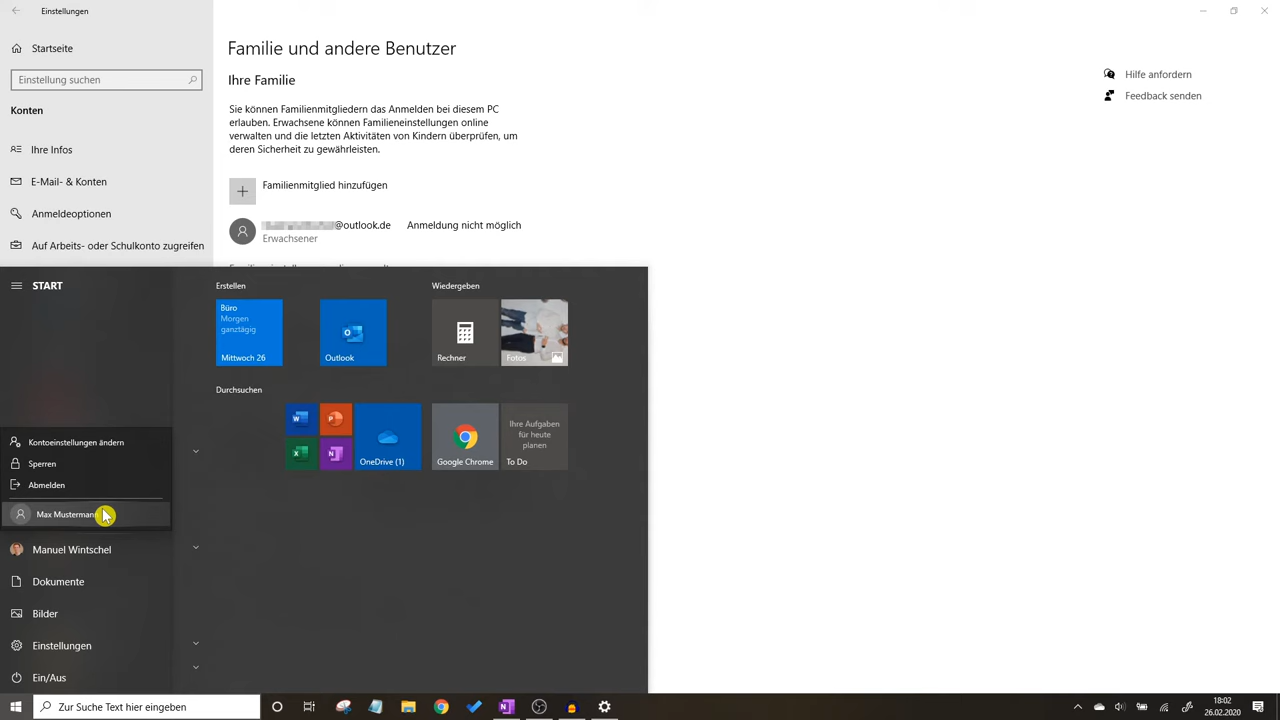 Einstellungen
Startseite
Einstellung suchen
Konten
Ihre Infos
E-Mail- & Konten
Anmeldeoptionen
Auf Arbeits- oder Schulkonto zugreifen
Familie und andere Benutzer
Ihre Familie
Sie können Familienmitgliedern das Anmelden bei diesem PC
erlauben. Erwachsene können Familieneinstellungen online
verwalten und die letzten Aktivitäten von Kindern überprüfen, um
deren Sicherheit zu gewährleisten.
Familienmitglied hinzufügen
@outlook.de Anmeldung nicht möglich
Erwachsener
Hilfe anfordern
Feedback senden
START
Kontoeinstellungen ändern
Sperren
Abmelden
Max Mustermann
Manuel Wintschel
Dokumente
Bilder
Einstellungen
Ein/Aus
Erstellen
Büro
Morgen
ganztägig
Mittwoch 26
Outlook
Wiedergeben
Rechner
Fotos
Durchsuchen
OneDrive (1)
Google Chrome
Ihre Aufgaben
für heute
planen
To Do
Zur Suche Text hier eingeben
18:02
26.02.2020